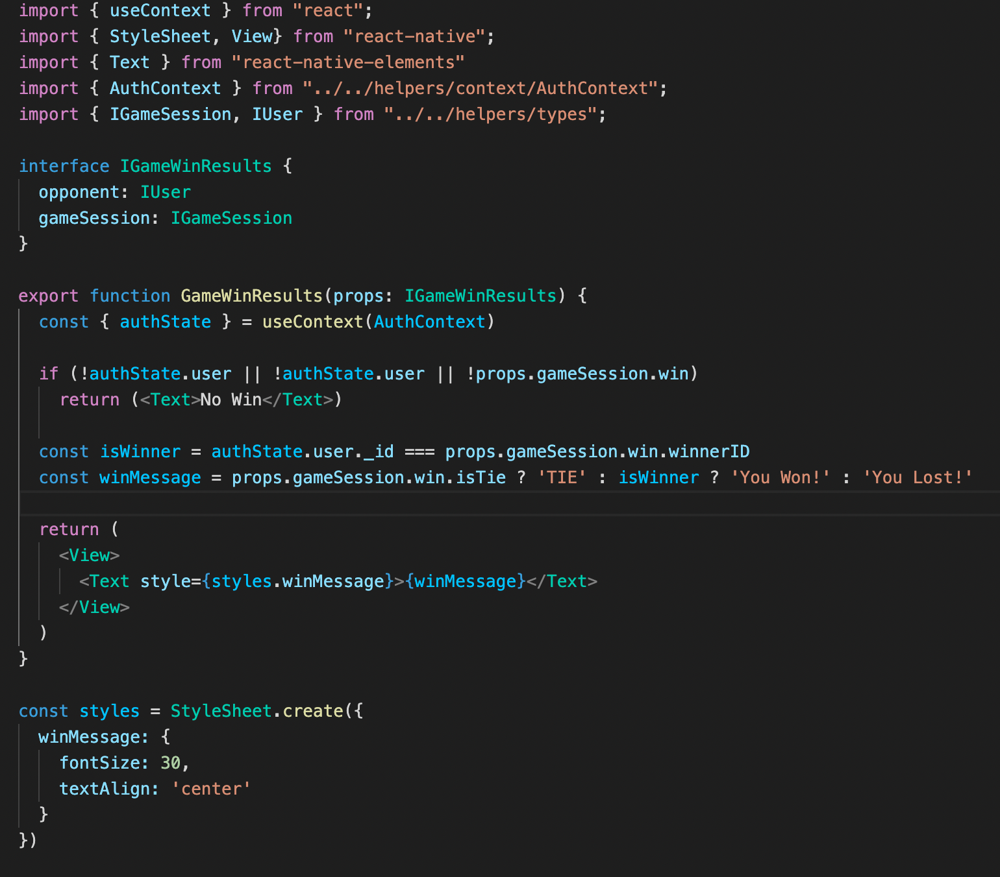 import { useContext } from "react";
import { StyleSheet, View} from "react-native";
import { Text } from "react-native-elements"
import { AuthContext } from "../../helpers/context/AuthContext";
import { IGameSession, IUser } from "../../helpers/types";

interface IGameWinResults {
  opponent: IUser
  gameSession: IGameSession
}

export function GameWinResults(props: IGameWinResults) {
  const { authState } = useContext(AuthContext)

  if (!authState.user || !authState.user || !props.gameSession.win)
    return (<Text>No Win</Text>)

  const isWinner = authState.user._id === props.gameSession.win.winnerID
  const winMessage = props.gameSession.win.isTie ? 'TIE' : isWinner ? 'You Won!' : 'You Lost!'

  return (
    <View>
      <Text style={styles.winMessage}>{winMessage}</Text>
    </View>
  )
}

const styles = StyleSheet.create({
  winMessage: {
    fontSize: 30,
    textAlign: 'center'
  }
})